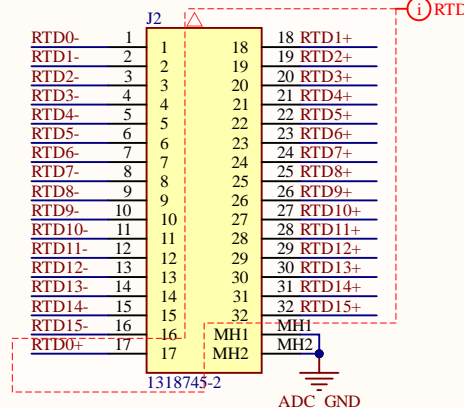 J2
i RTD
RTD0- 1 1 18 18 RTD1+
RTD1- 2 2 19 19 RTD2+
RTD2- 3 3 20 20 RTD3+
RTD3- 4 4 21 21 RTD4+
RTD4- 5 5 22 22 RTD5+
RTD5- 6 6 23 23 RTD6+
RTD6- 7 7 24 24 RTD7+
RTD7- 8 8 25 25 RTD8+
RTD8- 9 9 26 26 RTD9+
RTD9- 10 10 27 27 RTD10+
RTD10- 11 11 28 28 RTD11+
RTD11- 12 12 29 29 RTD12+
RTD12- 13 13 30 30 RTD13+
RTD13- 14 14 31 31 RTD14+
RTD14- 15 15 32 32 RTD15+
RTD15- 16 16 MH1 MH1
RTD0+ 17 17 MH2 MH2
1318745-2
ADC_GND